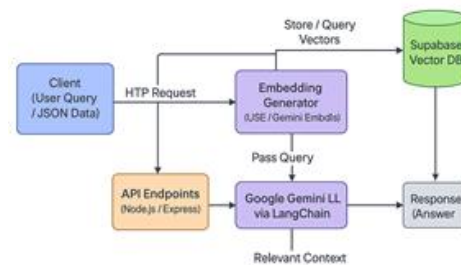 Store / Query
Vectors
Supabase
Vector DB
Client
(User Query
/ JSON Data)
HTP Request
Embedding
Generator
(USE / Gemini Embdls)
Pass Query
API Endpoints
(Node.js / Express)
Google Gemini LL
via LangChain
Response
(Answer
Relevant Context